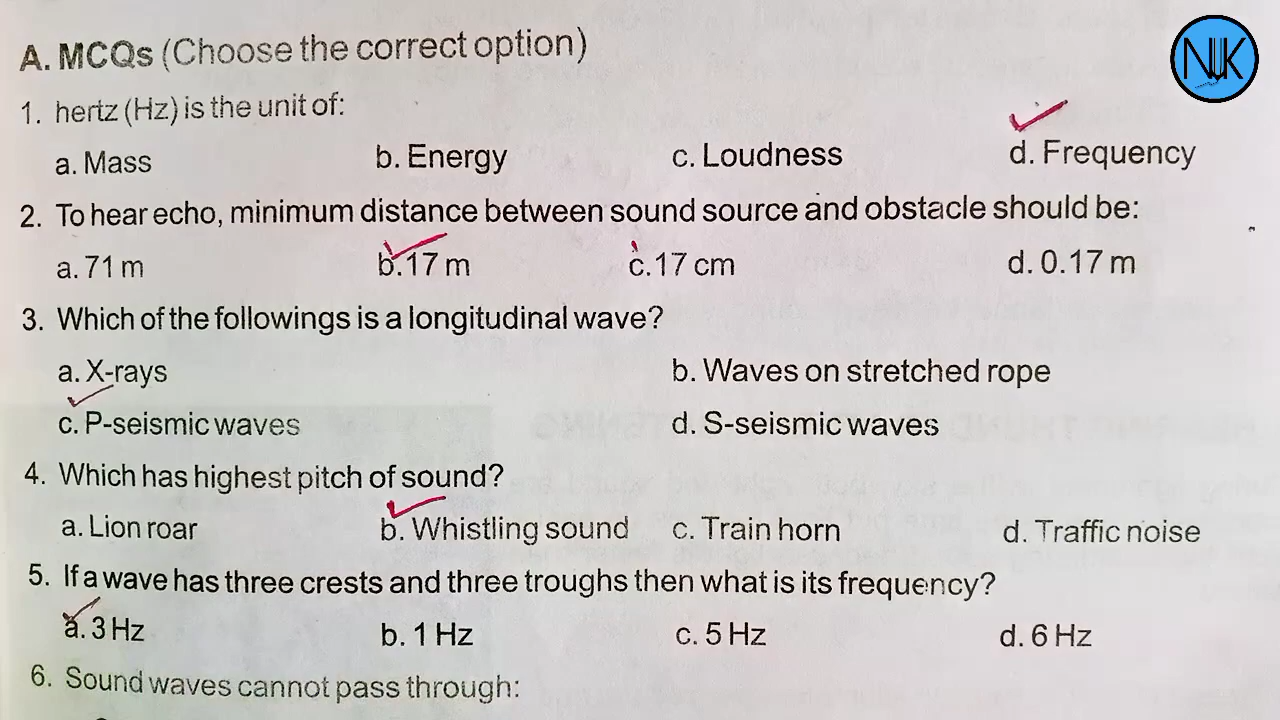 NJK
A. MCQs (Choose the correct option)
1. hertz (Hz) is the unit of:
a. Mass b. Energy c. Loudness d. Frequency
2. To hear echo, minimum distance between sound source and obstacle should be:
a. 71 m b. 17 m c. 17 cm d. 0.17 m
3. Which of the followings is a longitudinal wave?
a. X-rays b. Waves on stretched rope
c. P-seismic waves d. S-seismic waves
4. Which has highest pitch of sound?
a. Lion roar b. Whistling sound c. Train horn d. Traffic noise
5. If a wave has three crests and three troughs then what is its frequency?
a. 3 Hz b. 1 Hz c. 5 Hz d. 6 Hz
6. Sound waves cannot pass through: